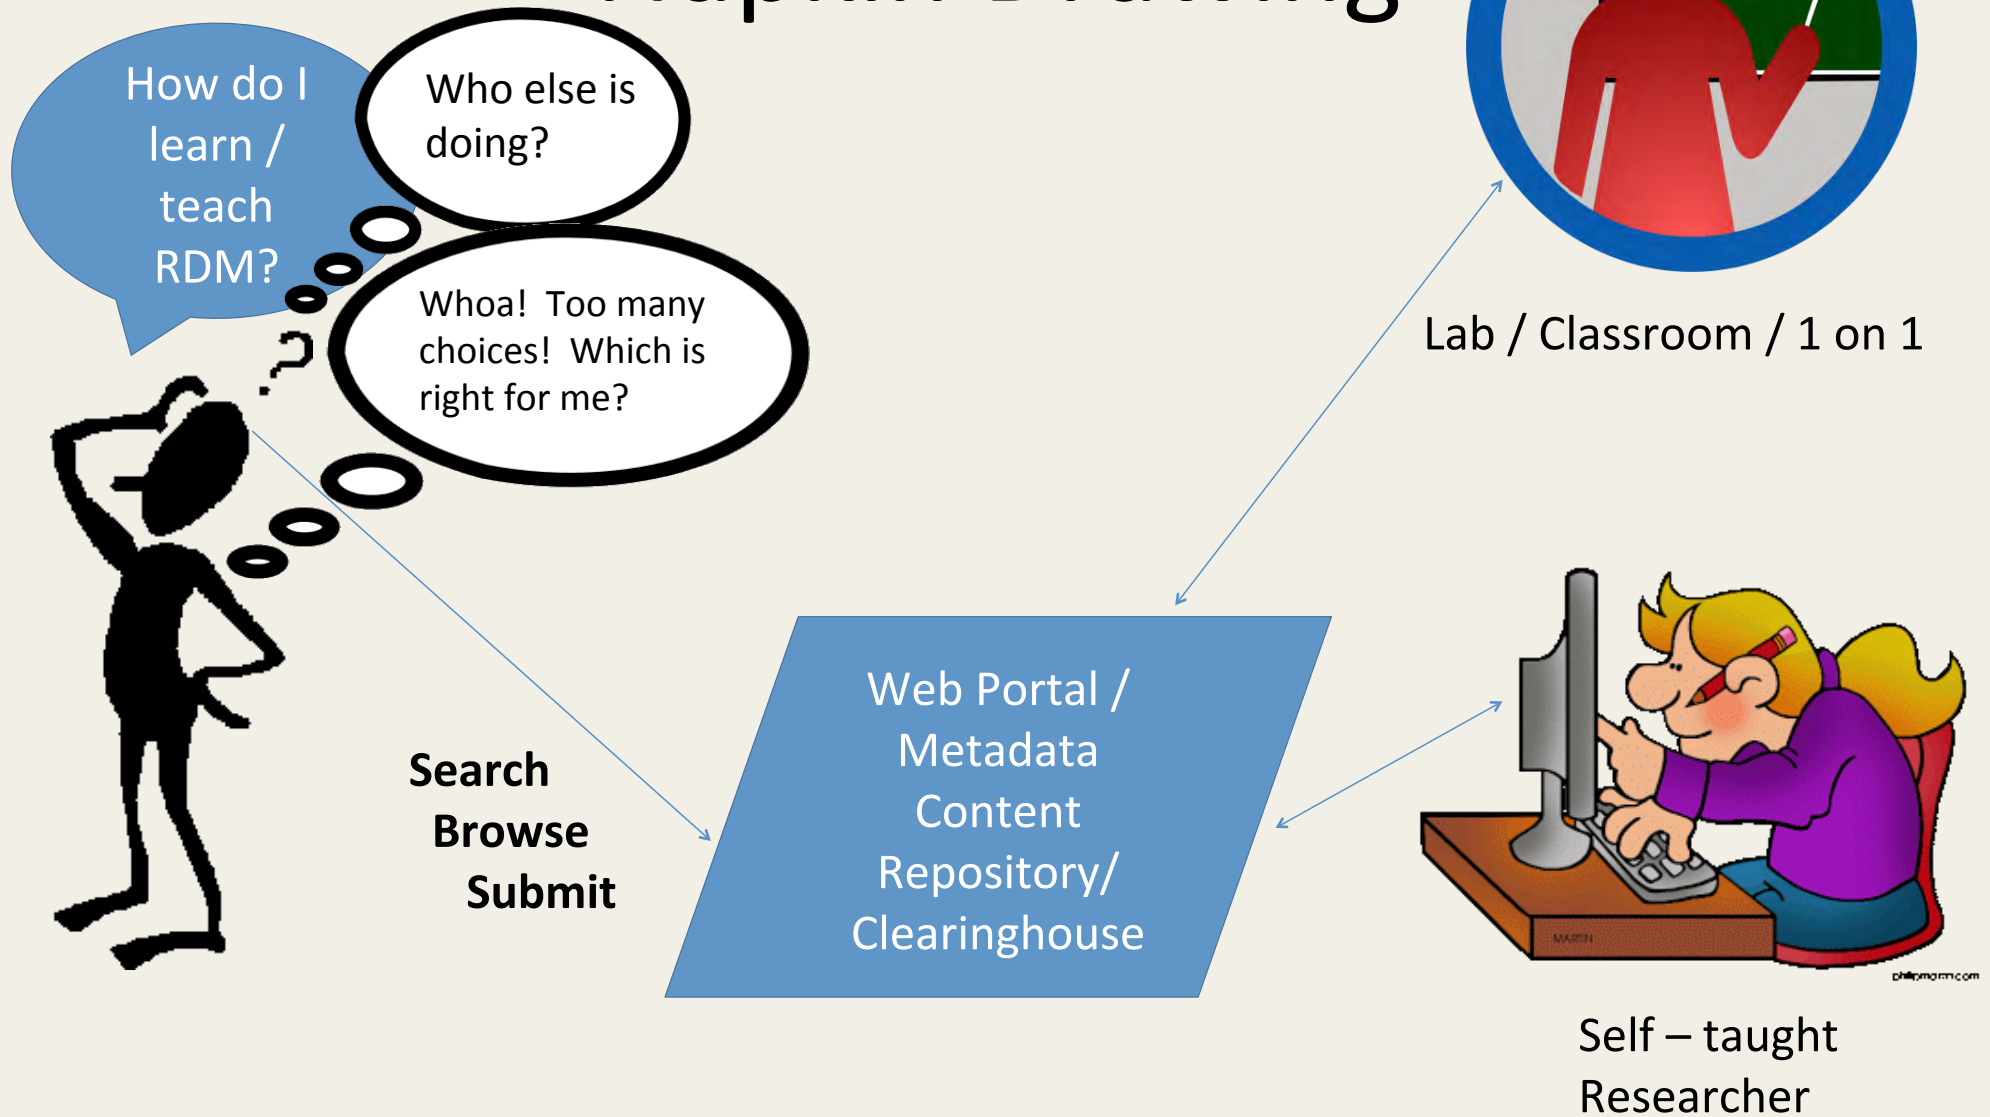 How do I
learn /
teach
RDM?
Who else is
doing?
Whoa! Too many
choices! Which is
right for me?
Lab / Classroom / 1 on 1
Search
Browse
Submit
Web Portal /
Metadata
Content
Repository/
Clearinghouse
MARTIN
Self – taught
Researcher